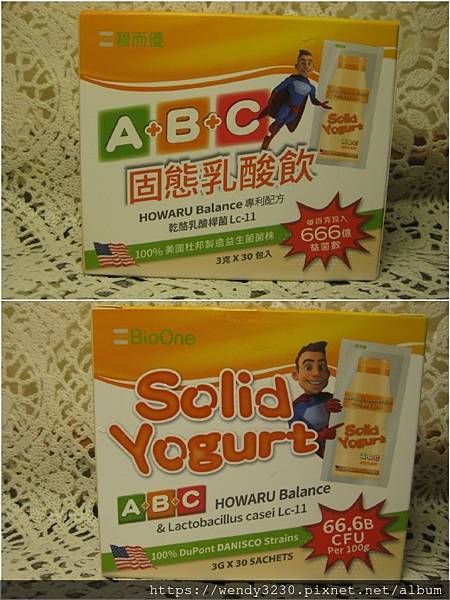 碧而優
A+B+C
固態乳酸飲
HOWARU Balance 專利配方
乾酪乳酸桿菌 Lc-11
100% 美國杜邦製造益生菌菌株
3克 X 30 包入
每百克投入
666億
益菌數
Solid
Yogurt
A+B+C
BioOne
Solid
Yogurt
A+B+C
HOWARU Balance
& Lactobacillus casei Lc-11
100% DuPont DANISCO Strains
3G X 30 SACHETS
66.6B
CFU
Per 100g
Solid
Yogurt
A+B+C
https://wendy3230.pixnet.net/album